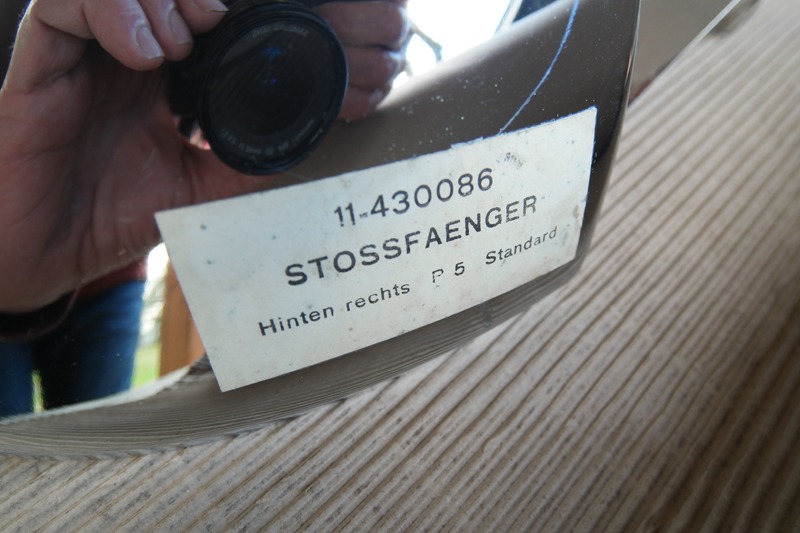 11-430086
STOSSFAENGER
Hinten rechts P 5 Standard